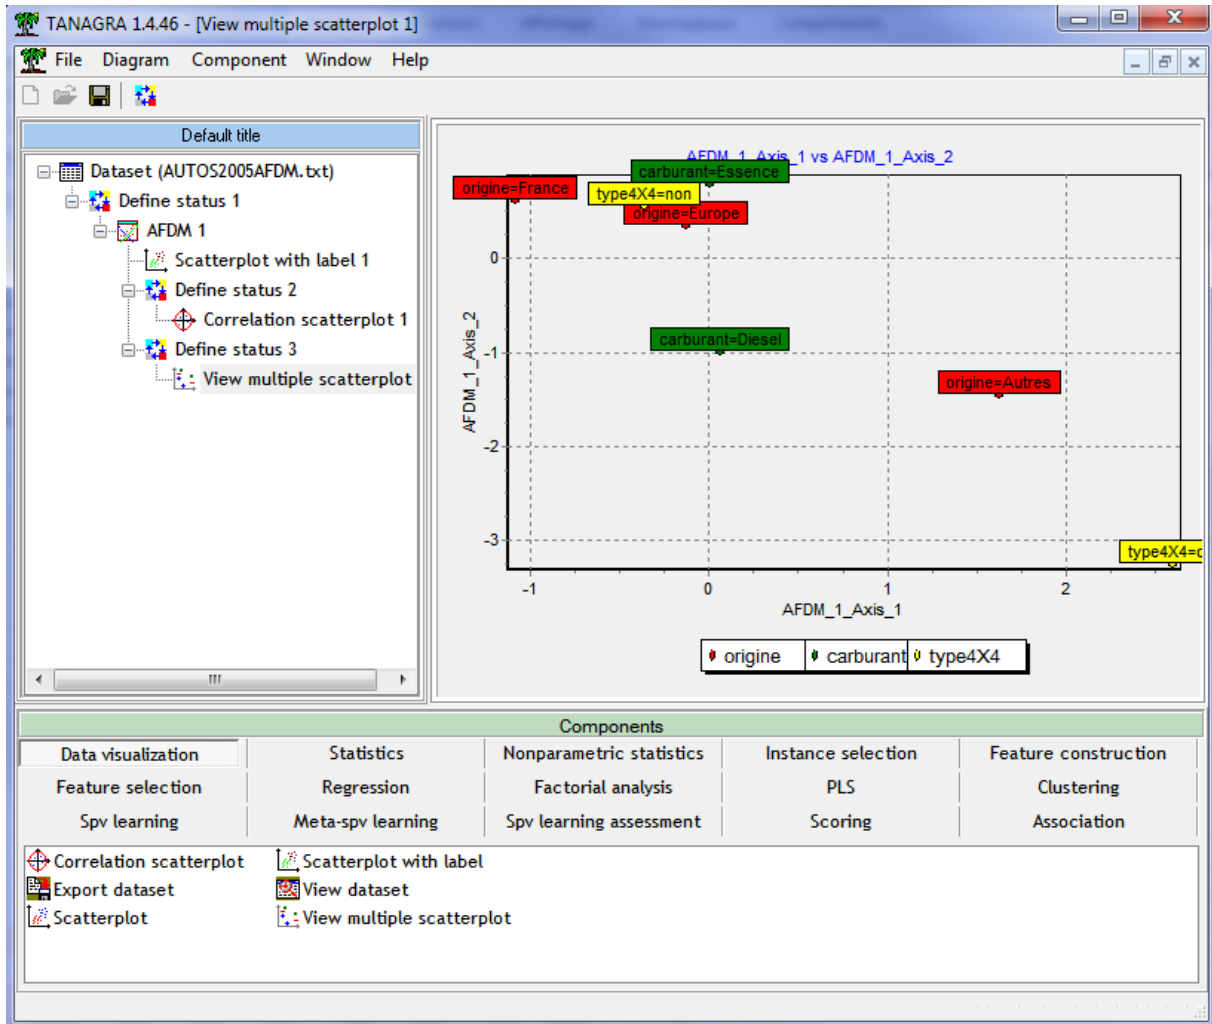 TANAGRA 1.4.46 - [View multiple scatterplot 1]
File Diagram Component Window Help
Default title
Dataset (AUTOS2005AFDM.txt)
Define status 1
AFDM 1
Scatterplot with label 1
Define status 2
Correlation scatterplot 1
Define status 3
View multiple scatterplot
AFDM_1_Axis_1 vs AFDM_1_Axis_2
carburant=Essence
origine=France
type4X4=non
origine=Europe
0
carburant=Diesel
-1
origine=Autres
AFDM_1_Axis_2
-2
-3
type4X4=o
-1 0 1 2
AFDM_1_Axis_1
origine carburant type4X4
Components
Data visualization Statistics Nonparametric statistics Instance selection Feature construction
Feature selection Regression Factorial analysis PLS Clustering
Spv learning Meta-spv learning Spv learning assessment Scoring Association
Correlation scatterplot Scatterplot with label
Export dataset View dataset
Scatterplot View multiple scatterplot